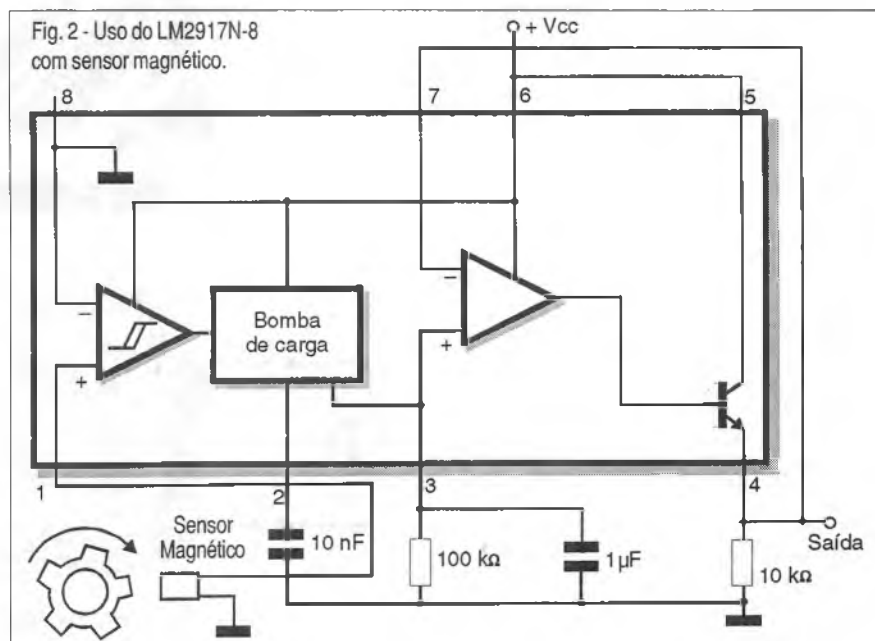 Fig. 2 - Uso do LM2917N-8
com sensor magnético.
+ Vcc
8
7
6
5
−
+
Bomba
de carga
−
+
1
2
3
4
Sensor
Magnético
10 nF
100 kΩ
1 µF
10 kΩ
Saída